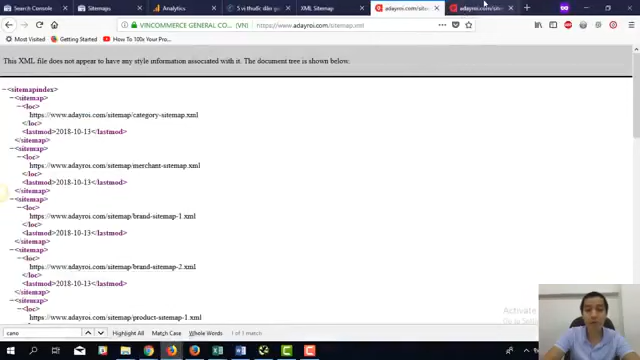 Search Console
Sitemaps
Analytics
5 vị thuốc dân g
XML Sitemap
adayroi.com/site
adayroi.com/sitem
VINCOMMERCE GENERAL CO... (VN)
https://www.adayroi.com/sitemap.xml
Most Visited
Getting Started
How To 100x Your Pro...
This XML file does not appear to have any style information associated with it. The document tree is shown below.
−<sitemapindex>
−<sitemap>
−<loc>
https://www.adayroi.com/sitemap/category-sitemap.xml
</loc>
<lastmod>2018-10-13</lastmod>
</sitemap>
−<sitemap>
−<loc>
https://www.adayroi.com/sitemap/merchant-sitemap.xml
</loc>
<lastmod>2018-10-13</lastmod>
</sitemap>
−<sitemap>
−<loc>
https://www.adayroi.com/sitemap/brand-sitemap-1.xml
</loc>
<lastmod>2018-10-13</lastmod>
</sitemap>
−<sitemap>
−<loc>
https://www.adayroi.com/sitemap/brand-sitemap-2.xml
</loc>
<lastmod>2018-10-13</lastmod>
</sitemap>
−<sitemap>
−<loc>
https://www.adayroi.com/sitemap/product-sitemap-1.xml
</loc>
Activate
Go to Settin
cano
Highlight All
Match Case
Whole Words
1 of 1 match